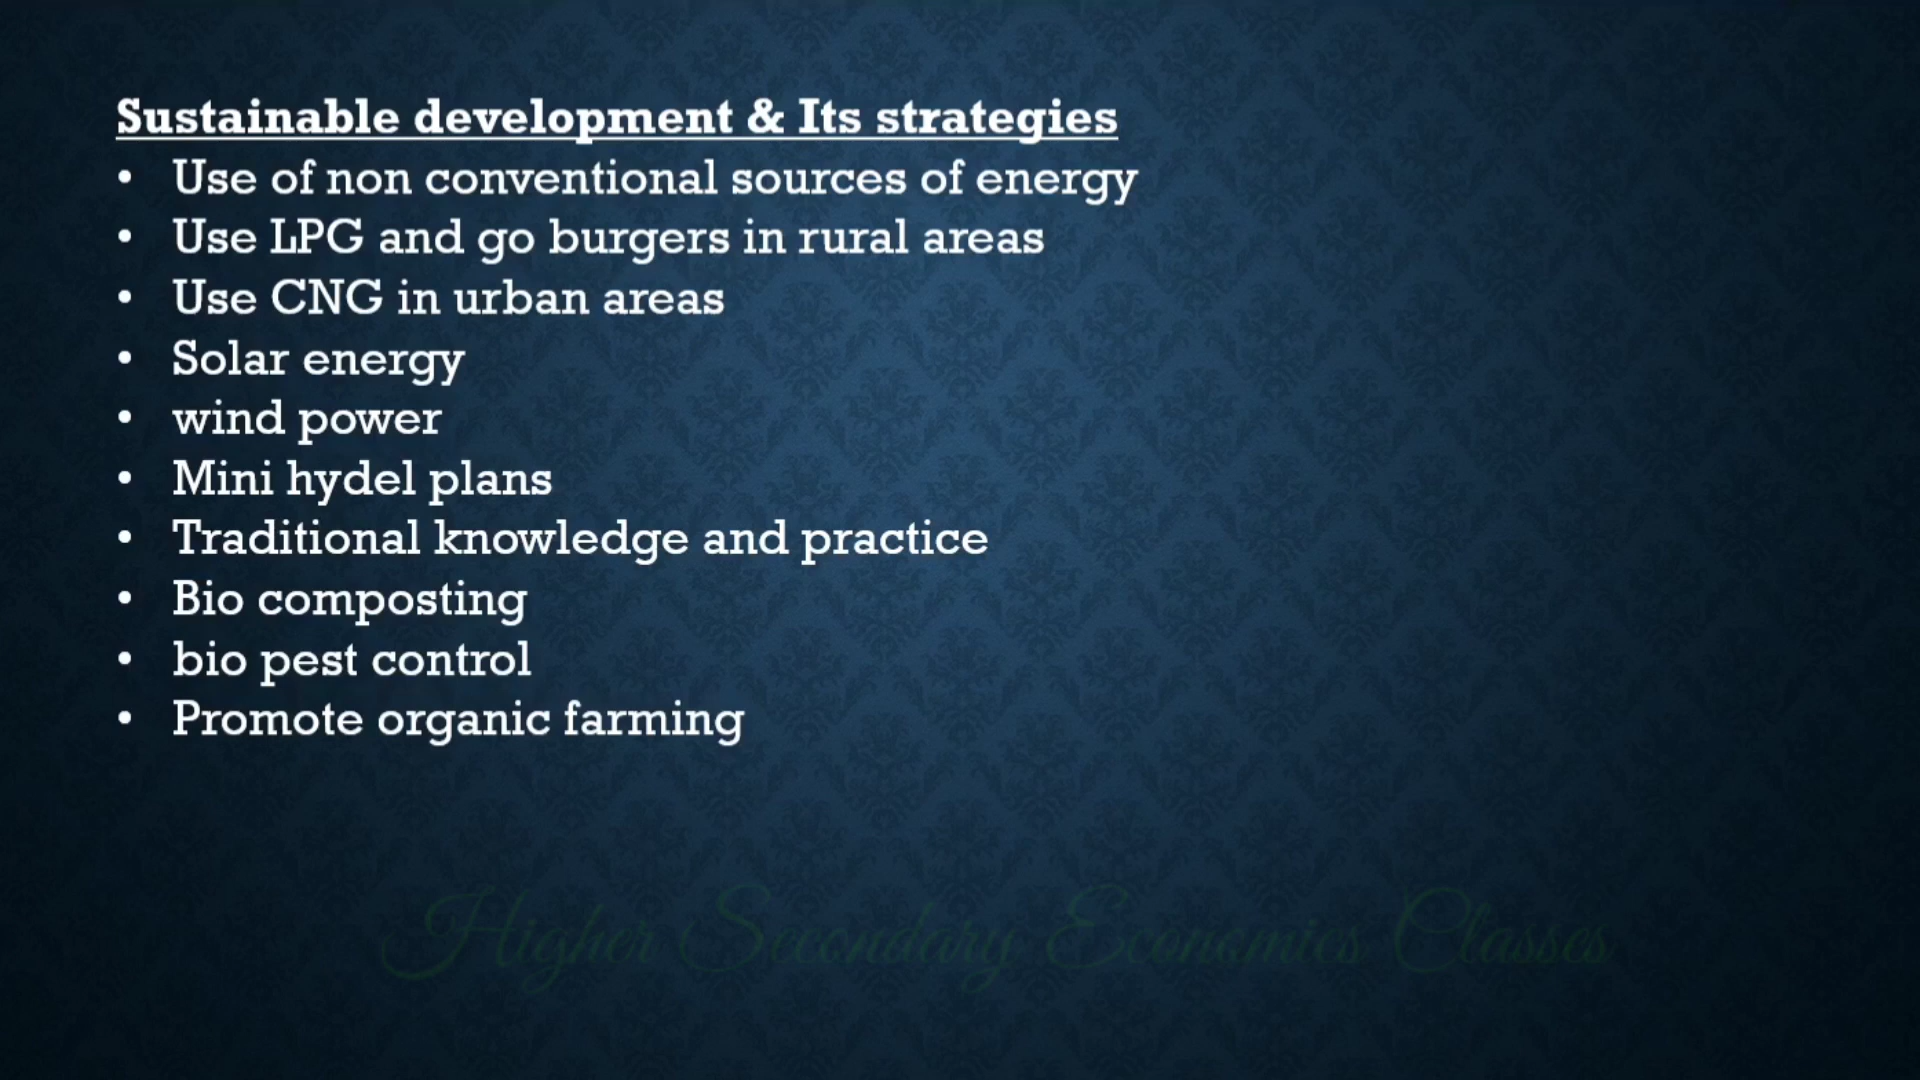 Sustainable development & Its strategies
• Use of non conventional sources of energy
• Use LPG and go burgers in rural areas
• Use CNG in urban areas
• Solar energy
• wind power
• Mini hydel plans
• Traditional knowledge and practice
• Bio composting
• bio pest control
• Promote organic farming
Higher Secondary Economics Classes